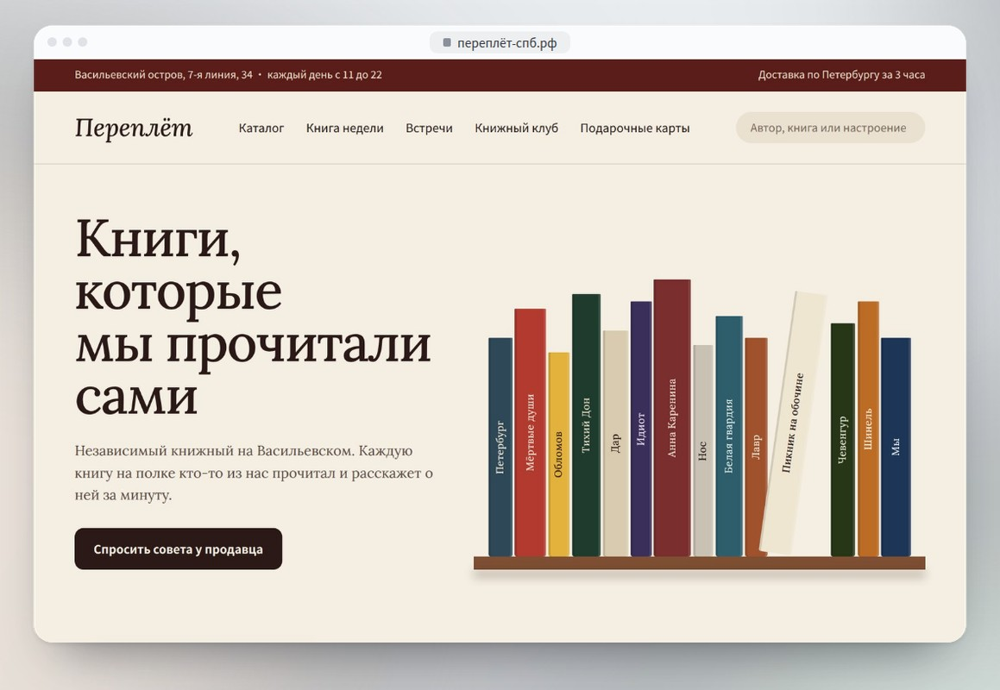 переплёт-спб.рф
Васильевский остров, 7-я линия, 34 • каждый день с 11 до 22
Доставка по Петербургу за 3 часа
Переплёт
Каталог
Книга недели
Встречи
Книжный клуб
Подарочные карты
Автор, книга или настроение
Книги,
которые
мы прочитали
сами
Независимый книжный на Васильевском. Каждую
книгу на полке кто-то из нас прочитал и расскажет о
ней за минуту.
Спросить совета у продавца
Петербург
Мёртвые души
Обломов
Тихий Дон
Дар
Идиот
Анна Каренина
Нос
Белая гвардия
Лавр
Пикник на обочине
Чевенгур
Шинель
Мы